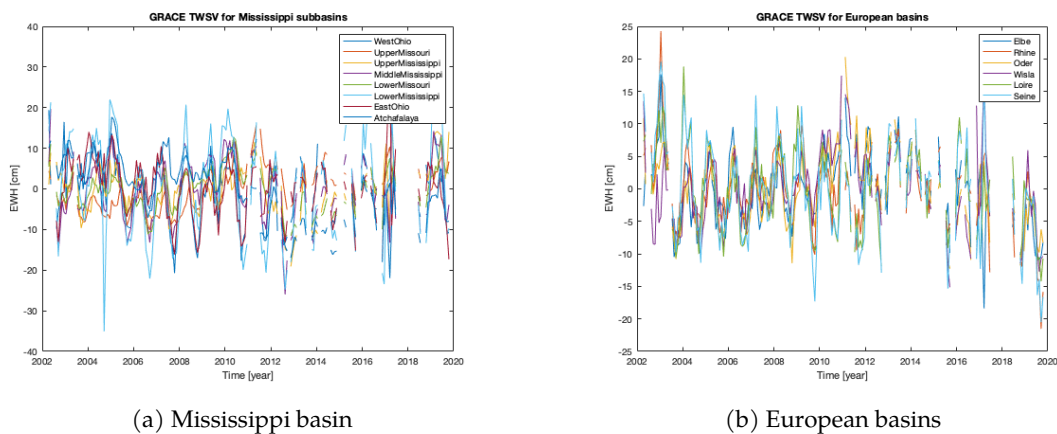 GRACE TWSV for Mississippi subbasins
40
30
20
10
0
-10
-20
-30
-40
EWH [cm]
WestOhio
UpperMissouri
UpperMississippi
MiddleMississippi
LowerMissouri
LowerMississippi
EastOhio
Atchafalaya
2002 2004 2006 2008 2010 2012 2014 2016 2018 2020
Time [year]
(a) Mississippi basin
GRACE TWSV for European basins
25
20
15
10
5
0
-5
-10
-15
-20
-25
EWH [cm]
Elbe
Rhine
Oder
Wisla
Loire
Seine
2002 2004 2006 2008 2010 2012 2014 2016 2018 2020
Time [year]
(b) European basins